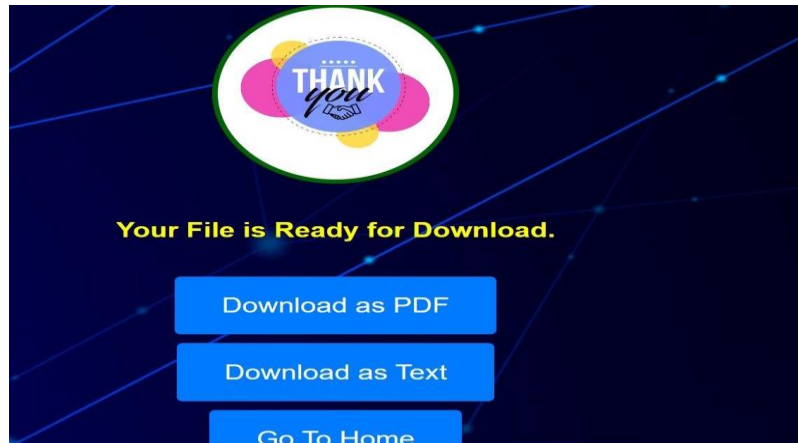 THANK
you
Your File is Ready for Download.
Download as PDF
Download as Text
Go To Home